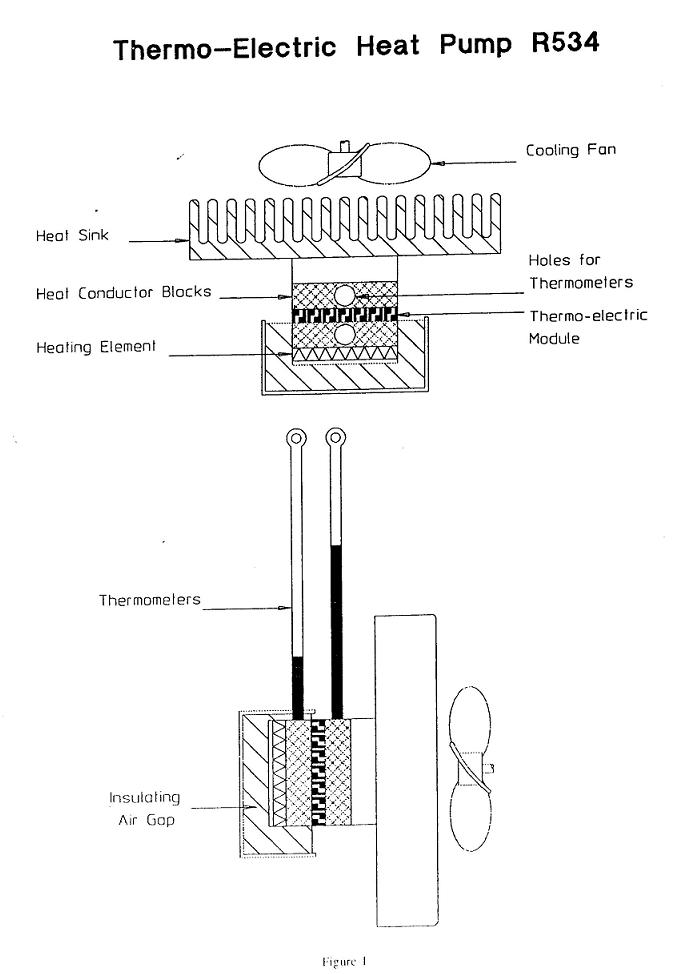 Thermo-Electric Heat Pump R534
Cooling Fan
Heat Sink
Holes for
Thermometers
Heat Conductor Blocks
Thermo-electric
Module
Heating Element
Thermometers
Insulating
Air Gap
Figure 1